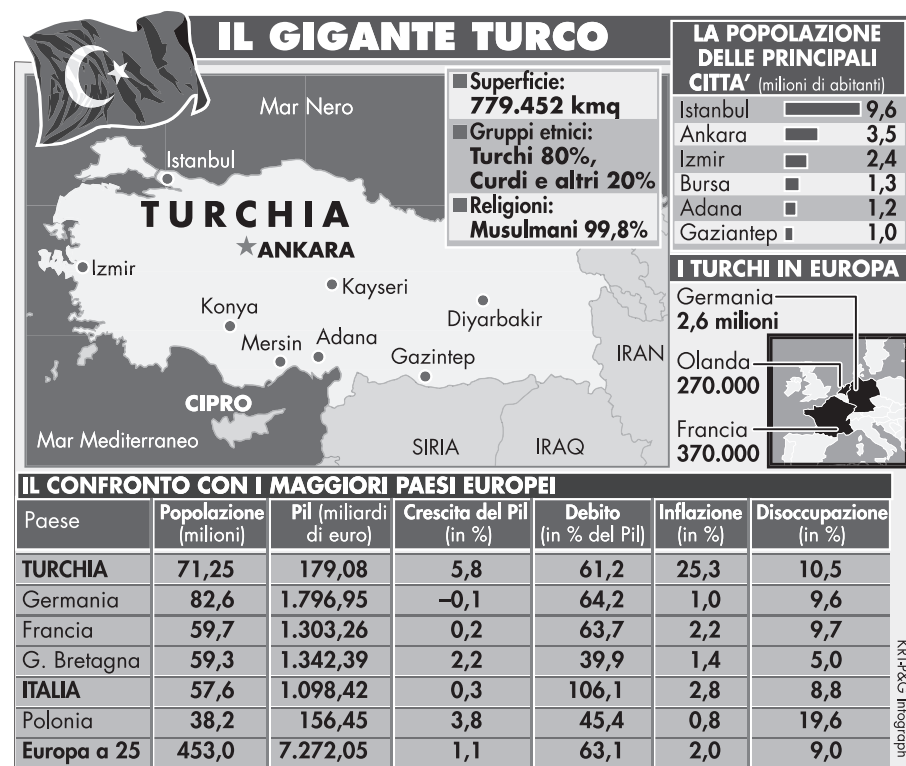 IL GIGANTE TURCO
Mar Nero
Istanbul
TURCHIA
ANKARA
Izmir
Kayseri
Konya
Diyarbakir
Mersin
Adana
Gazintep
CIPRO
Mar Mediterraneo
SIRIA
IRAQ
IRAN
Superficie:
779.452 kmq
Gruppi etnici:
Turchi 80%,
Curdi e altri 20%
Religioni:
Musulmani 99,8%
LA POPOLAZIONE
DELLE PRINCIPALI
CITTA’ (milioni di abitanti)
Istanbul 9,6
Ankara 3,5
Izmir 2,4
Bursa 1,3
Adana 1,2
Gaziantep 1,0
I TURCHI IN EUROPA
Germania
2,6 milioni
Olanda
270.000
Francia
370.000
IL CONFRONTO CON I MAGGIORI PAESI EUROPEI
Paese Popolazione (milioni) Pil (miliardi di euro) Crescita del Pil (in %) Debito (in % del Pil) Inflazione (in %) Disoccupazione (in %)
TURCHIA 71,25 179,08 5,8 61,2 25,3 10,5
Germania 82,6 1.796,95 –0,1 64,2 1,0 9,6
Francia 59,7 1.303,26 0,2 63,7 2,2 9,7
G. Bretagna 59,3 1.342,39 2,2 39,9 1,4 5,0
ITALIA 57,6 1.098,42 0,3 106,1 2,8 8,8
Polonia 38,2 156,45 3,8 45,4 0,8 19,6
Europa a 25 453,0 7.272,05 1,1 63,1 2,0 9,0
Infograph